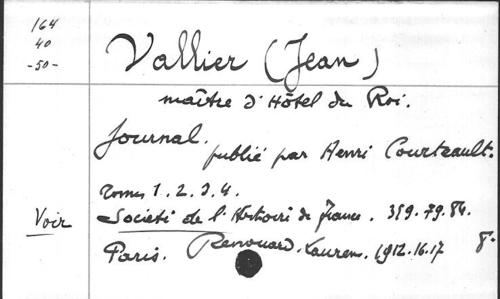 164
40
-50-
Vallier (Jean)
maître d'Hôtel du Roi.
Journal.
publié par Henri Courteault.
Tomes 1. 2. 3. 4.
Voir Société de l'Histoire de France. 359. 79. 84.
Paris. Renouard. Laurens. 1912. 16. 17 8°